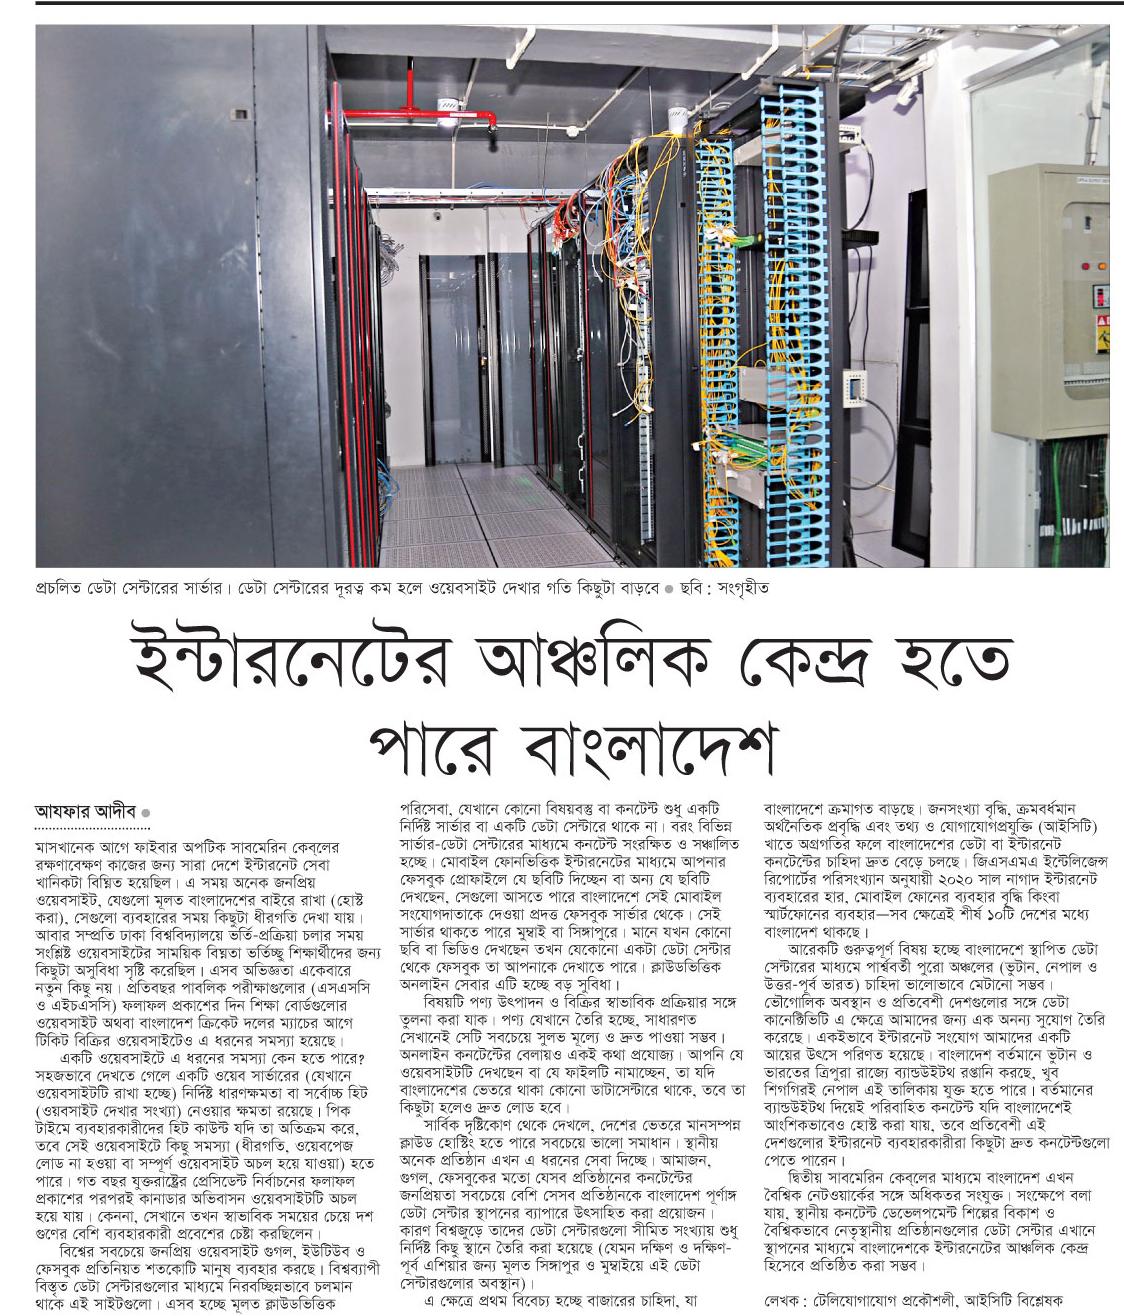 প্রচলিত ডেটা সেন্টারের সার্ভার। ডেটা সেন্টারের দূরত্ব কম হলে ওয়েবসাইট দেখার গতি কিছুটা বাড়বে ● ছবি : সংগৃহীত
ইন্টারনেটের আঞ্চলিক কেন্দ্র হতে
পারে বাংলাদেশ
আযফার আদীব ●
মাসখানেক আগে ফাইবার অপটিক সাবমেরিন কেব্‌লের
রক্ষণাবেক্ষণ কাজের জন্য সারা দেশে ইন্টারনেট সেবা
খানিকটা বিঘ্নিত হয়েছিল। এ সময় অনেক জনপ্রিয়
ওয়েবসাইট, যেগুলো মূলত বাংলাদেশের বাইরে রাখা (হোস্ট
করা), সেগুলো ব্যবহারের সময় কিছুটা ধীরগতি দেখা যায়।
আবার সম্প্রতি ঢাকা বিশ্ববিদ্যালয়ে ভর্তি-প্রক্রিয়া চলার সময়
সংশ্লিষ্ট ওয়েবসাইটের সাময়িক বিঘ্নতা ভর্তিচ্ছু শিক্ষার্থীদের জন্য
কিছুটা অসুবিধা সৃষ্টি করেছিল। এসব অভিজ্ঞতা একেবারে
নতুন কিছু নয়। প্রতিবছর পাবলিক পরীক্ষাগুলোর (এসএসসি
ও এইচএসসি) ফলাফল প্রকাশের দিন শিক্ষা বোর্ডগুলোর
ওয়েবসাইট অথবা বাংলাদেশ ক্রিকেট দলের ম্যাচের আগে
টিকিট বিক্রির ওয়েবসাইটেও এ ধরনের সমস্যা হয়েছে।
একটি ওয়েবসাইটে এ ধরনের সমস্যা কেন হতে পারে?
সহজভাবে দেখতে গেলে একটি ওয়েব সার্ভারের (যেখানে
ওয়েবসাইটটি রাখা হচ্ছে) নির্দিষ্ট ধারণক্ষমতা বা সর্বোচ্চ হিট
(ওয়বসাইট দেখার সংখ্যা) নেওয়ার ক্ষমতা রয়েছে। পিক
টাইমে ব্যবহারকারীদের হিট কাউন্ট যদি তা অতিক্রম করে,
তবে সেই ওয়েবসাইটে কিছু সমস্যা (ধীরগতি, ওয়েবপেজ
লোড না হওয়া বা সম্পূর্ণ ওয়েবসাইট অচল হয়ে যাওয়া) হতে
পারে। গত বছর যুক্তরাষ্ট্রের প্রেসিডেন্ট নির্বাচনের ফলাফল
প্রকাশের পরপরই কানাডার অভিবাসন ওয়েবসাইটটি অচল
হয়ে যায়। কেননা, সেখানে তখন স্বাভাবিক সময়ের চেয়ে দশ
গুণের বেশি ব্যবহারকারী প্রবেশের চেষ্টা করছিলেন।
বিশ্বের সবচেয়ে জনপ্রিয় ওয়েবসাইট গুগল, ইউটিউব ও
ফেসবুক প্রতিনিয়ত শতকোটি মানুষ ব্যবহার করছে। বিশ্বব্যাপী
বিস্তৃত ডেটা সেন্টারগুলোর মাধ্যমে নিরবচ্ছিন্নভাবে চলমান
থাকে এই সাইটগুলো। এসব হচ্ছে মূলত ক্লাউডভিত্তিক
পরিসেবা, যেখানে কোনো বিষয়বস্তু বা কনটেন্ট শুধু একটি
নির্দিষ্ট সার্ভার বা একটি ডেটা সেন্টারে থাকে না। বরং বিভিন্ন
সার্ভার-ডেটা সেন্টারের মাধ্যমে কনটেন্ট সংরক্ষিত ও সঞ্চালিত
হচ্ছে। মোবাইল ফোনভিত্তিক ইন্টারনেটের মাধ্যমে আপনার
ফেসবুক প্রোফাইলে যে ছবিটি দিচ্ছেন বা অন্য যে ছবিটি
দেখছেন, সেগুলো আসতে পারে বাংলাদেশে সেই মোবাইল
সংযোগদাতাকে দেওয়া প্রদত্ত ফেসবুক সার্ভার থেকে। সেই
সার্ভার থাকতে পারে মুম্বাই বা সিঙ্গাপুরে। মানে যখন কোনো
ছবি বা ভিডিও দেখছেন তখন যেকোনো একটা ডেটা সেন্টার
থেকে ফেসবুক তা আপনাকে দেখাতে পারে। ক্লাউডভিত্তিক
অনলাইন সেবার এটি হচ্ছে বড় সুবিধা।
বিষয়টি পণ্য উৎপাদন ও বিক্রির স্বাভাবিক প্রক্রিয়ার সঙ্গে
তুলনা করা যাক। পণ্য যেখানে তৈরি হচ্ছে, সাধারণত
সেখানেই সেটি সবচেয়ে সুলভ মূল্যে ও দ্রুত পাওয়া সম্ভব।
অনলাইন কনটেন্টের বেলায়ও একই কথা প্রযোজ্য। আপনি যে
ওয়েবসাইটটি দেখছেন বা যে ফাইলটি নামাচ্ছেন, তা যদি
বাংলাদেশের ভেতরে থাকা কোনো ডাটাসেন্টারে থাকে, তবে তা
কিছুটা হলেও দ্রুত লোড হবে।
সার্বিক দৃষ্টিকোণ থেকে দেখলে, দেশের ভেতরে মানসম্পন্ন
ক্লাউড হোস্টিং হতে পারে সবচেয়ে ভালো সমাধান। স্থানীয়
অনেক প্রতিষ্ঠান এখন এ ধরনের সেবা দিচ্ছে। আমাজন,
গুগল, ফেসবুকের মতো যেসব প্রতিষ্ঠানের কনটেন্টের
জনপ্রিয়তা সবচেয়ে বেশি সেসব প্রতিষ্ঠানকে বাংলাদেশ পূর্ণাঙ্গ
ডেটা সেন্টার স্থাপনের ব্যাপারে উৎসাহিত করা প্রয়োজন।
কারণ বিশ্বজুড়ে তাদের ডেটা সেন্টারগুলো সীমিত সংখ্যায় শুধু
নির্দিষ্ট কিছু স্থানে তৈরি করা হয়েছে (যেমন দক্ষিণ ও দক্ষিণ-
পূর্ব এশিয়ার জন্য মূলত সিঙ্গাপুর ও মুম্বাইয়ে এই ডেটা
সেন্টারগুলোর অবস্থান)।
এ ক্ষেত্রে প্রথম বিবেচ্য হচ্ছে বাজারের চাহিদা, যা
বাংলাদেশে ক্রমাগত বাড়ছে। জনসংখ্যা বৃদ্ধি, ক্রমবর্ধমান
অর্থনৈতিক প্রবৃদ্ধি এবং তথ্য ও যোগাযোগপ্রযুক্তি (আইসিটি)
খাতে অগ্রগতির ফলে বাংলাদেশের ডেটা বা ইন্টারনেট
কনটেন্টের চাহিদা দ্রুত বেড়ে চলছে। জিএসএমএ ইন্টেলিজেন্স
রিপোর্টের পরিসংখ্যান অনুযায়ী ২০২০ সাল নাগাদ ইন্টারনেট
ব্যবহারের হার, মোবাইল ফোনের ব্যবহার বৃদ্ধি কিংবা
স্মার্টফোনের ব্যবহার—সব ক্ষেত্রেই শীর্ষ ১০টি দেশের মধ্যে
বাংলাদেশ থাকছে।
আরেকটি গুরুত্বপূর্ণ বিষয় হচ্ছে বাংলাদেশে স্থাপিত ডেটা
সেন্টারের মাধ্যমে পার্শ্ববর্তী পুরো অঞ্চলের (ভুটান, নেপাল ও
উত্তর-পূর্ব ভারত) চাহিদা ভালোভাবে মেটানো সম্ভব।
ভৌগোলিক অবস্থান ও প্রতিবেশী দেশগুলোর সঙ্গে ডেটা
কানেক্টিভিটি এ ক্ষেত্রে আমাদের জন্য এক অনন্য সুযোগ তৈরি
করেছে। একইভাবে ইন্টারনেট সংযোগ আমাদের একটি
আয়ের উৎসে পরিণত হয়েছে। বাংলাদেশ বর্তমানে ভুটান ও
ভারতের ত্রিপুরা রাজ্যে ব্যান্ডউইটথ রপ্তানি করছে, খুব
শিগগিরই নেপাল এই তালিকায় যুক্ত হতে পারে। বর্তমানের
ব্যান্ডউইটথ দিয়েই পরিবাহিত কনটেন্ট যদি বাংলাদেশেই
আংশিকভাবেও হোস্ট করা যায়, তবে প্রতিবেশী এই
দেশগুলোর ইন্টারনেট ব্যবহারকারীরা কিছুটা দ্রুত কনটেন্টগুলো
পেতে পারেন।
দ্বিতীয় সাবমেরিন কেব্‌লের মাধ্যমে বাংলাদেশ এখন
বৈশ্বিক নেটওয়ার্কের সঙ্গে অধিকতর সংযুক্ত। সংক্ষেপে বলা
যায়, স্থানীয় কনটেন্ট ডেভেলপমেন্ট শিল্পের বিকাশ ও
বৈশ্বিকভাবে নেতৃস্থানীয় প্রতিষ্ঠানগুলোর ডেটা সেন্টার এখানে
স্থাপনের মাধ্যমে বাংলাদেশকে ইন্টারনেটের আঞ্চলিক কেন্দ্র
হিসেবে প্রতিষ্ঠিত করা সম্ভব।
লেখক : টেলিযোগাযোগ প্রকৌশলী, আইসিটি বিশ্লেষক